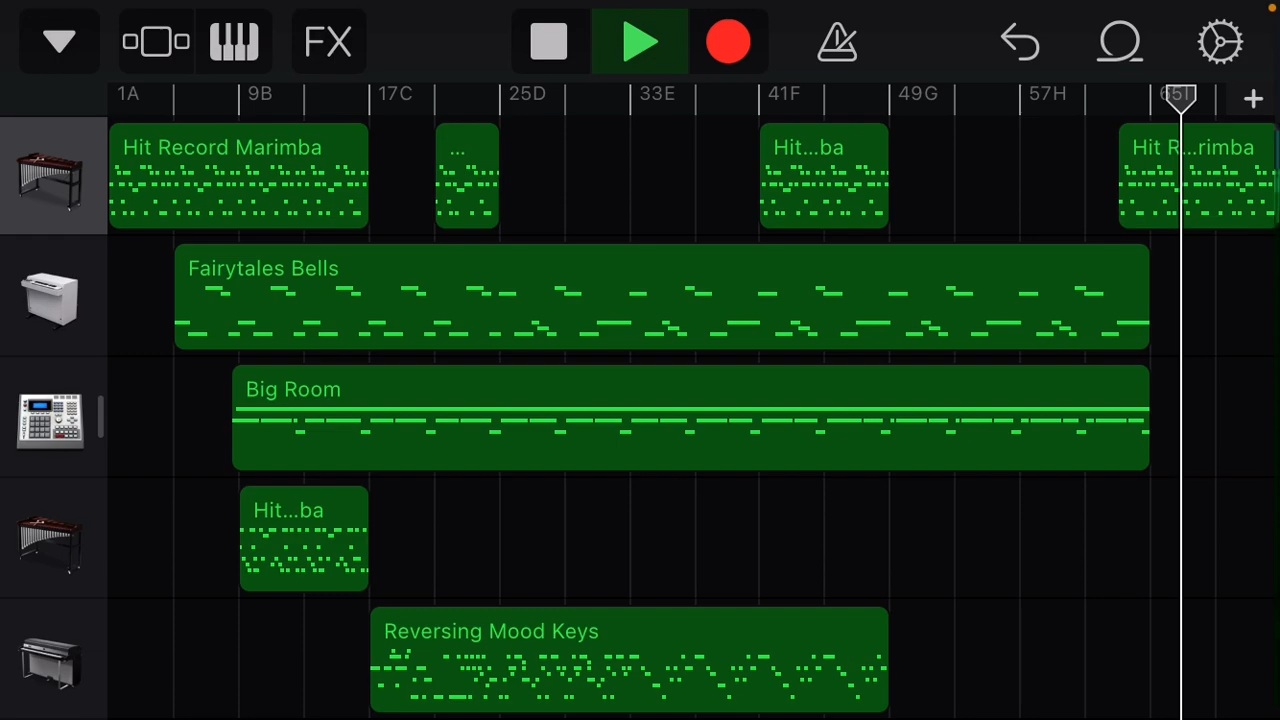 FX
1A 9B 17C 25D 33E 41F 49G 57H 65I +
Hit Record Marimba ... Hit...ba Hit R...rimba
Fairytales Bells
Big Room
Hit...ba
Reversing Mood Keys